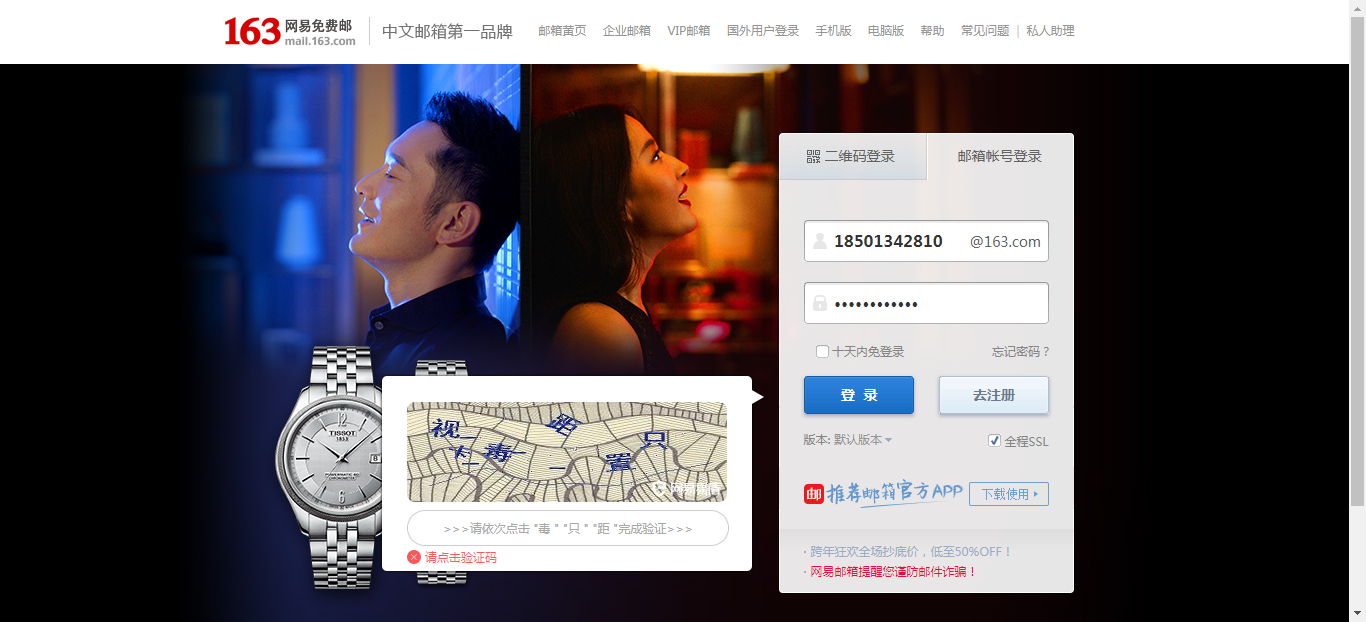 163 网易免费邮
mail.163.com
中文邮箱第一品牌
邮箱黄页 企业邮箱 VIP邮箱 国外用户登录 手机版 电脑版 帮助 常见问题 | 私人助理
二维码登录
邮箱帐号登录
18501342810 @163.com
十天内免登录 忘记密码？
登 录 去注册
版本: 默认版本 全程SSL
邮 推荐邮箱官方APP 下载使用
· 跨年狂欢全场抄底价，低至50%OFF！
· 网易邮箱提醒您谨防邮件诈骗！
TISSOT
1853
12
8
6
视 距 只
卡 毒 置
>>>请依次点击 "毒 " "只 " "距 "完成验证>>>
请点击验证码